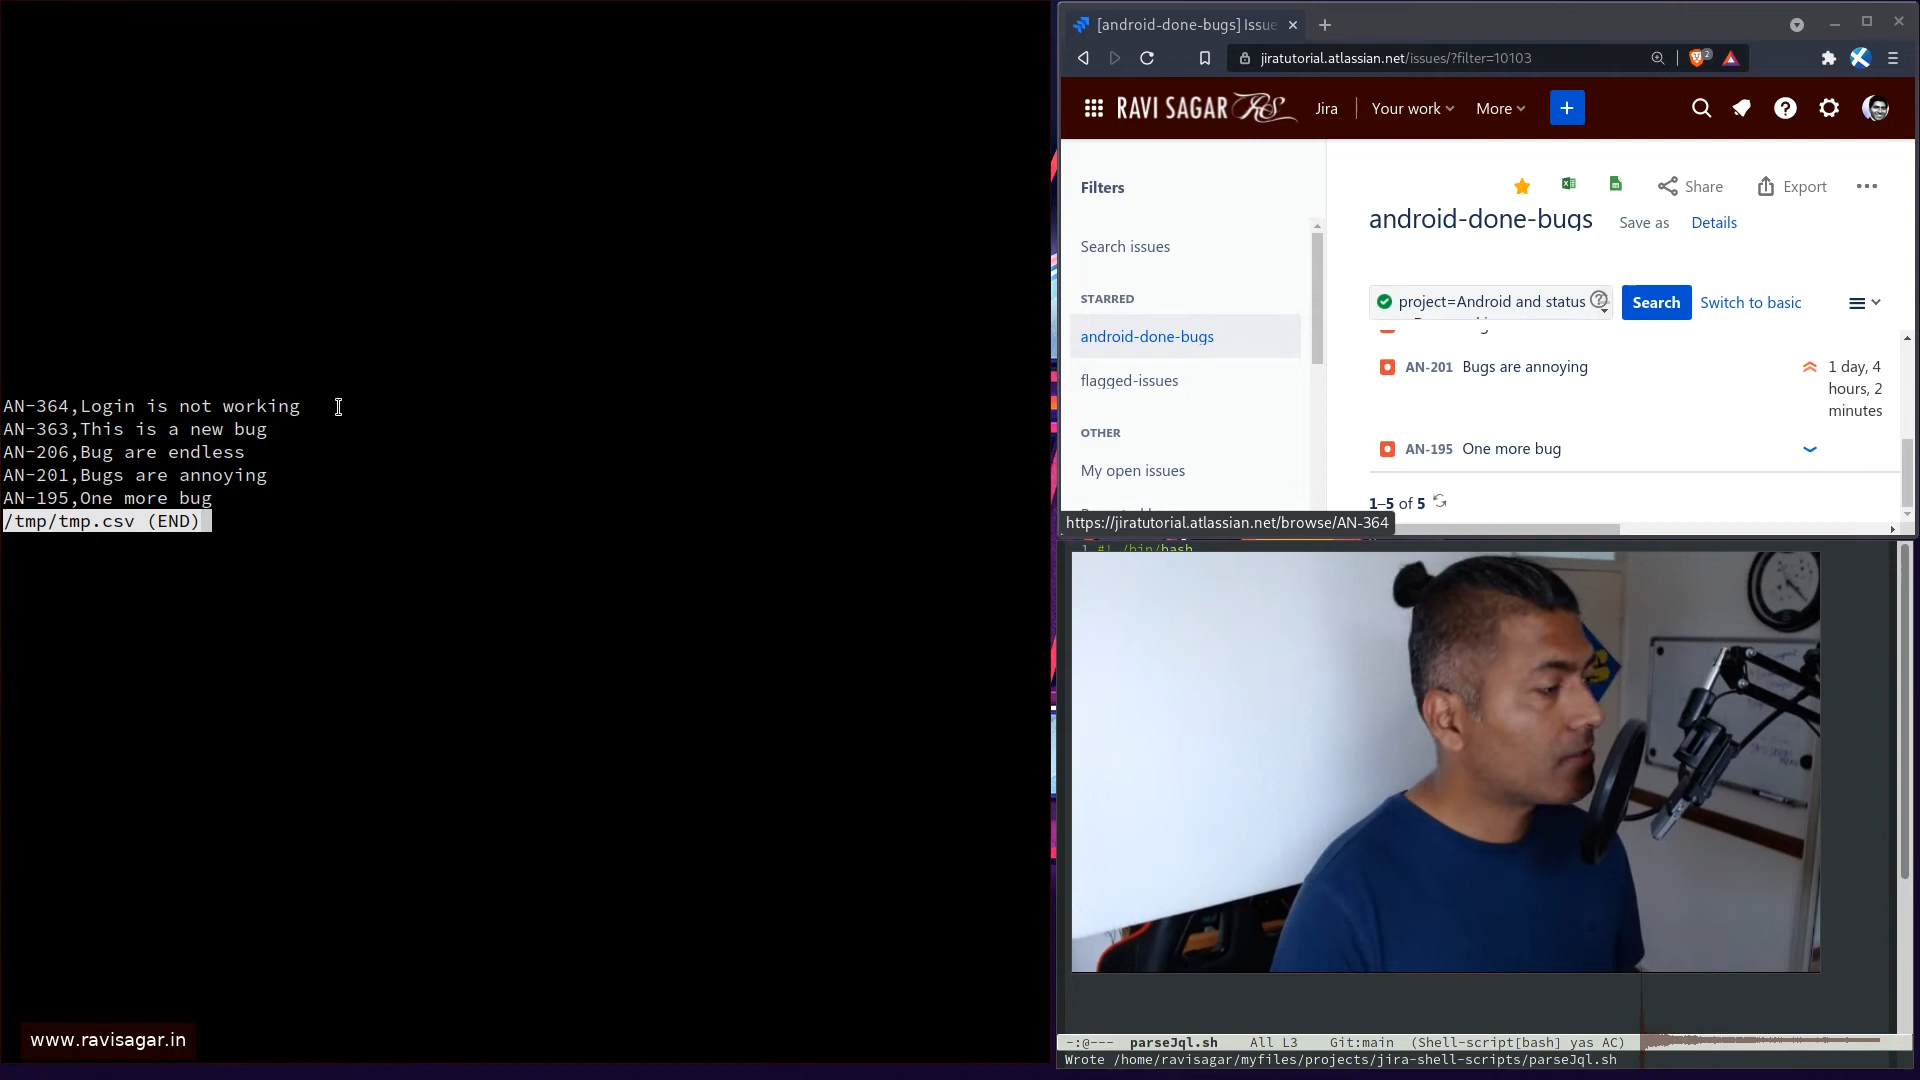 AN-364,Login is not working
AN-363,This is a new bug
AN-206,Bug are endless
AN-201,Bugs are annoying
AN-195,One more bug
/tmp/tmp.csv (END)
www.ravisagar.in
[android-done-bugs] Issue
jiratutorial.atlassian.net/issues/?filter=10103
2
RAVI SAGAR RS
Jira
Your work
More
Filters
Search issues
STARRED
android-done-bugs
flagged-issues
OTHER
My open issues
Share
Export
android-done-bugs
Save as
Details
project=Android and status
Search
Switch to basic
AN-201 Bugs are annoying
1 day, 4
hours, 2
minutes
AN-195 One more bug
1–5 of 5
https://jiratutorial.atlassian.net/browse/AN-364
1 #! /bin/bash
-:@--- parseJql.sh All L3 Git:main (Shell-script[bash] yas AC)
Wrote /home/ravisagar/myfiles/projects/jira-shell-scripts/parseJql.sh